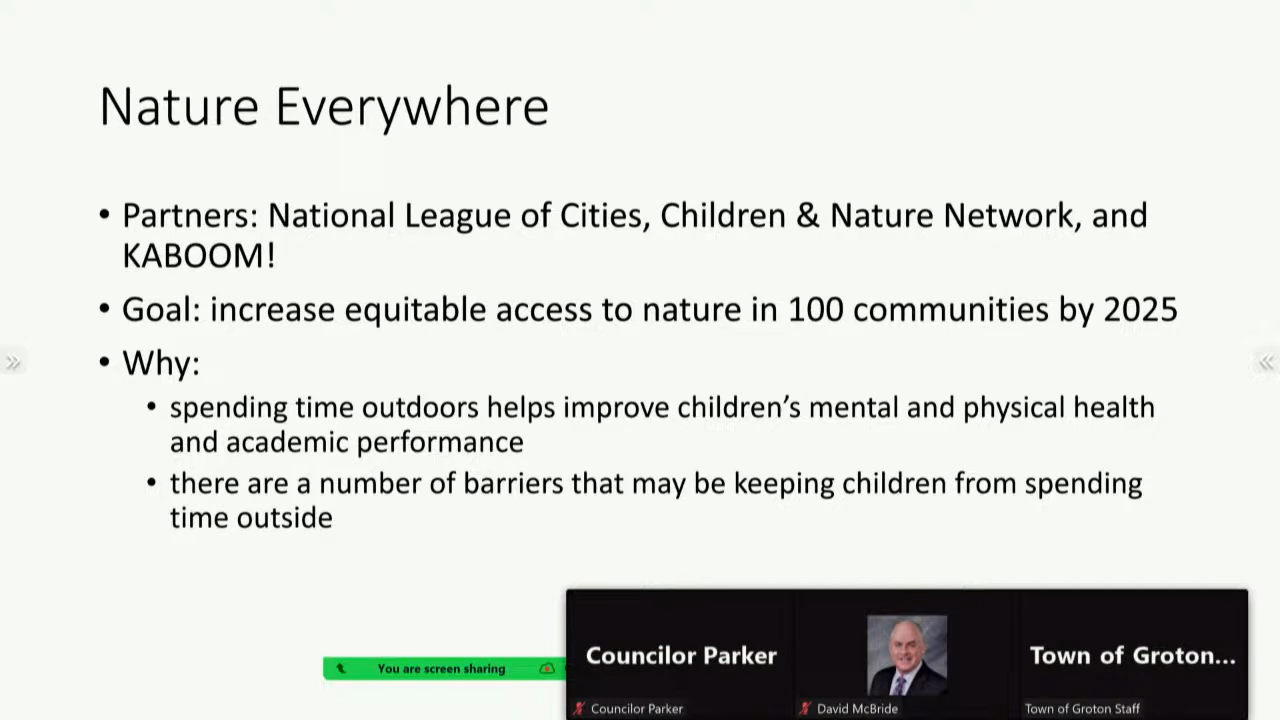 Nature Everywhere
• Partners: National League of Cities, Children & Nature Network, and
KABOOM!
• Goal: increase equitable access to nature in 100 communities by 2025
• Why:
• spending time outdoors helps improve children’s mental and physical health
and academic performance
• there are a number of barriers that may be keeping children from spending
time outside
You are screen sharing
Councilor Parker
Town of Groton...
Councilor Parker
David McBride
Town of Groton Staff